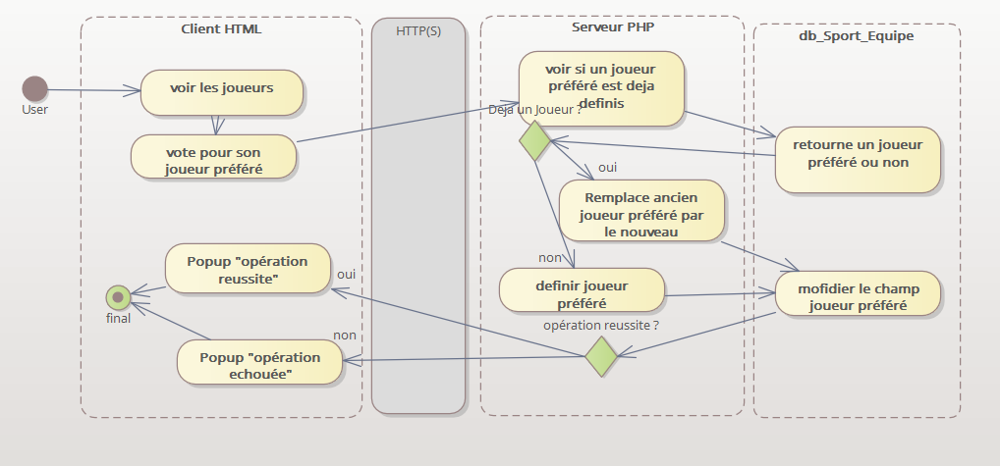 Client HTML
HTTP(S)
Serveur PHP
db_Sport_Equipe
User
voir les joueurs
vote pour son
joueur préféré
voir si un joueur
préféré est deja
definis
Deja un Joueur ?
retourne un joueur
préféré ou non
oui
Remplace ancien
joueur préféré par
le nouveau
non
definir joueur
préféré
mofidier le champ
joueur préféré
opération reussite ?
oui
Popup "opération
reussite"
final
non
Popup "opération
echouée"